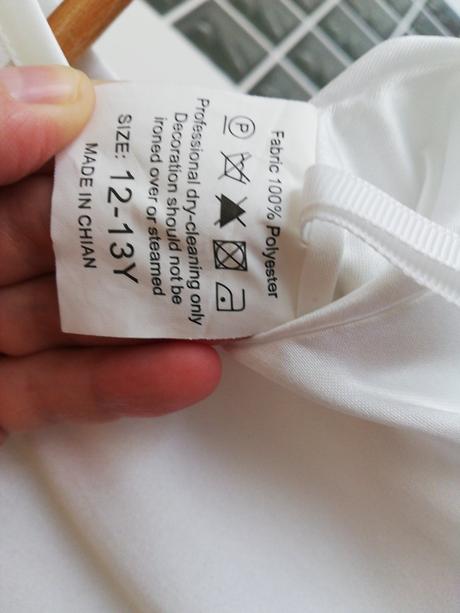 Fabric 100% Polyester
P
Professional dry-cleaning only
Decoration should not be
ironed over or steamed
SIZE: 12-13Y
MADE IN CHIAN